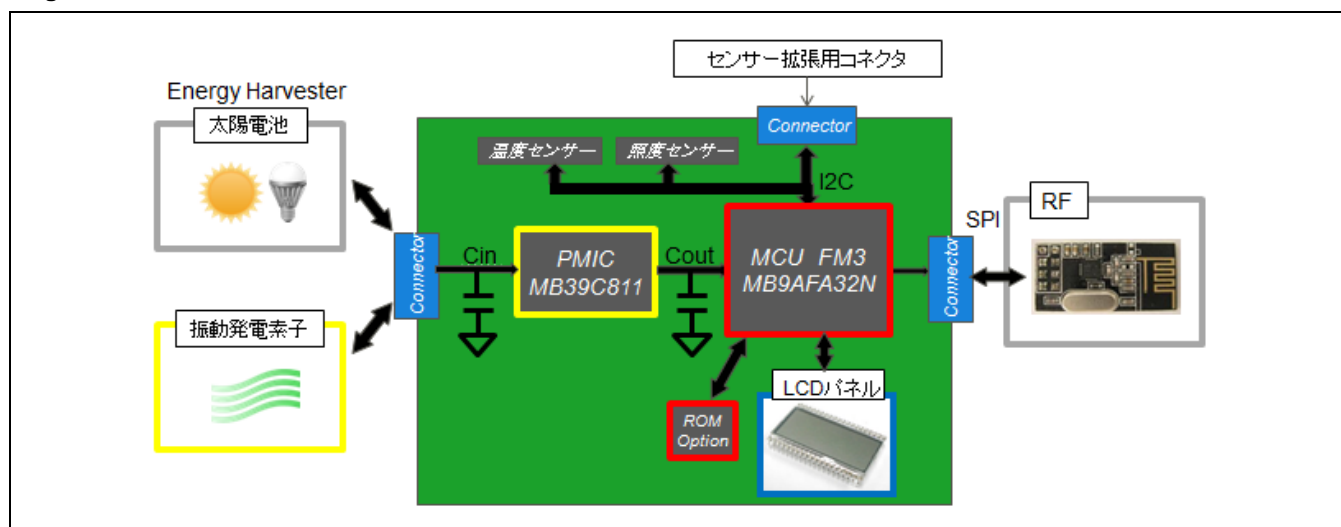 センサー拡張用コネクタ
Energy Harvester
太陽電池
Connector
温度センサー
照度センサー
I2C
RF
SPI
Connector
Cin
PMIC
MB39C811
Cout
MCU FM3
MB9AFA32N
Connector
振動発電素子
LCDパネル
ROM
Option